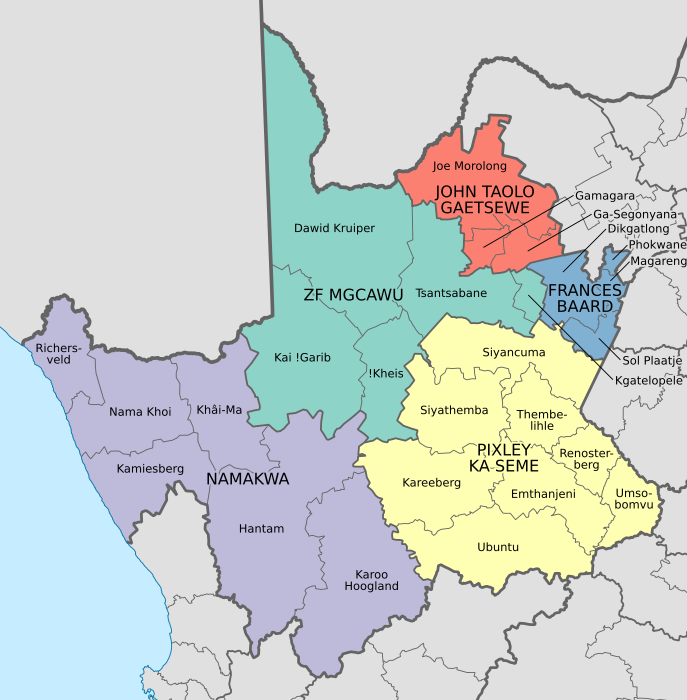 Joe Morolong
JOHN TAOLO
GAETSEWE
Gamagara
Ga-Segonyana
Dikgatlong
Phokwane
Magareng
Dawid Kruiper
ZF MGCAWU
Tsantsabane
FRANCES
BAARD
Richers-
veld
Kai !Garib
!Kheis
Siyancuma
Sol Plaatje
Kgatelopele
Nama Khoi
Khâi-Ma
Siyathemba
Thembe-
lihle
Kamiesberg
NAMAKWA
PIXLEY
KA SEME
Renoster-
berg
Kareeberg
Emthanjeni
Umso-
bomvu
Hantam
Ubuntu
Karoo
Hoogland